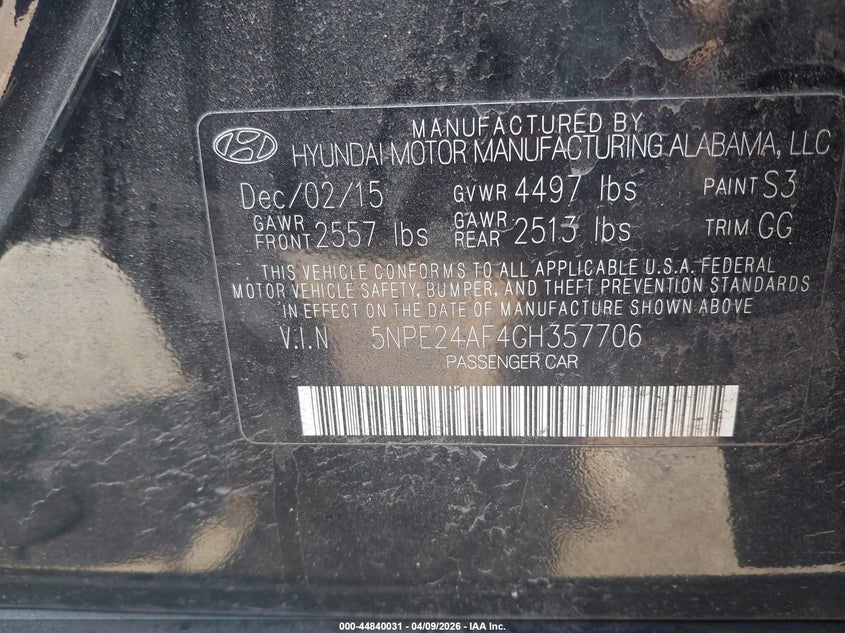 MANUFACTURED BY
HYUNDAI MOTOR MANUFACTURING ALABAMA, LLC
Dec/02/15 GVWR 4497 lbs PAINT S3
GAWR FRONT 2557 lbs GAWR REAR 2513 lbs TRIM GG
THIS VEHICLE CONFORMS TO ALL APPLICABLE U.S.A. FEDERAL
MOTOR VEHICLE SAFETY, BUMPER, AND THEFT PREVENTION STANDARDS
IN EFFECT ON THE DATE OF MANUFACTURE SHOWN ABOVE
V.I.N 5NPE24AF4GH357706
PASSENGER CAR
000-44840031 - 04/09/2026 - IAA Inc.